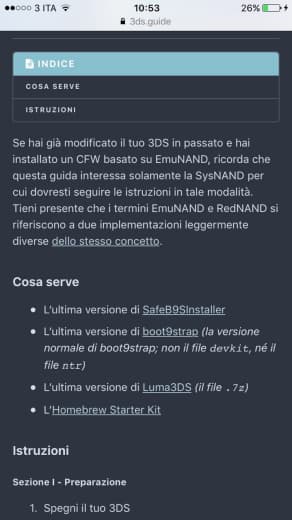 3 ITA 10:53 26%
3ds.guide
INDICE
COSA SERVE
ISTRUZIONI
Se hai già modificato il tuo 3DS in passato e hai
installato un CFW basato su EmuNAND, ricorda che
questa guida interessa solamente la SysNAND per
cui dovresti seguire le istruzioni in tale modalità.
Tieni presente che i termini EmuNAND e RedNAND si
riferiscono a due implementazioni leggermente
diverse dello stesso concetto.
Cosa serve
• L'ultima versione di SafeB9SInstaller
• L'ultima versione di boot9strap (la versione
normale di boot9strap; non il file devkit, né il
file ntr)
• L'ultima versione di Luma3DS (il file .7z)
• L'Homebrew Starter Kit
Istruzioni
Sezione I - Preparazione
1. Spegni il tuo 3DS